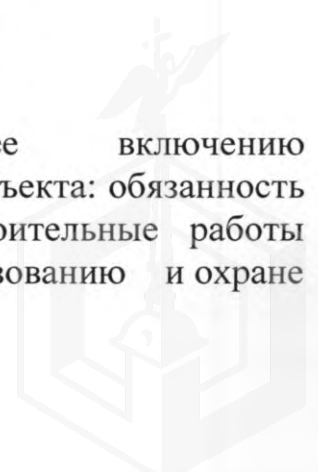 ее включению
ъекта: обязанность
оительные работы
зованию и охране